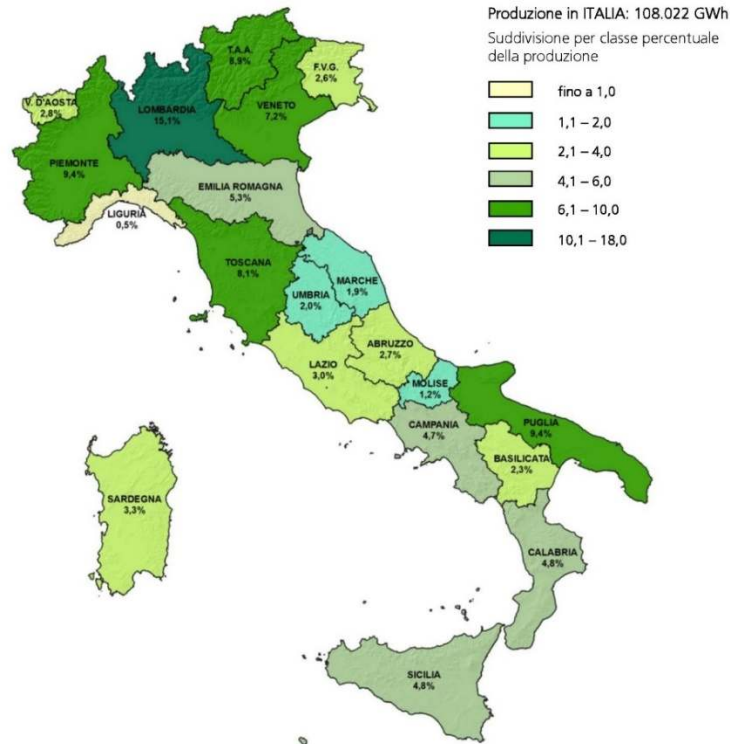 Produzione in ITALIA: 108.022 GWh
Suddivisione per classe percentuale
della produzione
fino a 1,0
1,1 – 2,0
2,1 – 4,0
4,1 – 6,0
6,1 – 10,0
10,1 – 18,0
T.A.A.
8,9%
F.V.G.
2,6%
V. D'AOSTA
2,8%
LOMBARDIA
15,1%
VENETO
7,2%
PIEMONTE
9,4%
EMILIA ROMAGNA
5,3%
LIGURIA
0,5%
TOSCANA
8,1%
UMBRIA
2,0%
MARCHE
1,9%
LAZIO
3,0%
ABRUZZO
2,7%
MOLISE
1,2%
CAMPANIA
4,7%
PUGLIA
9,4%
BASILICATA
2,3%
SARDEGNA
3,3%
CALABRIA
4,8%
SICILIA
4,8%